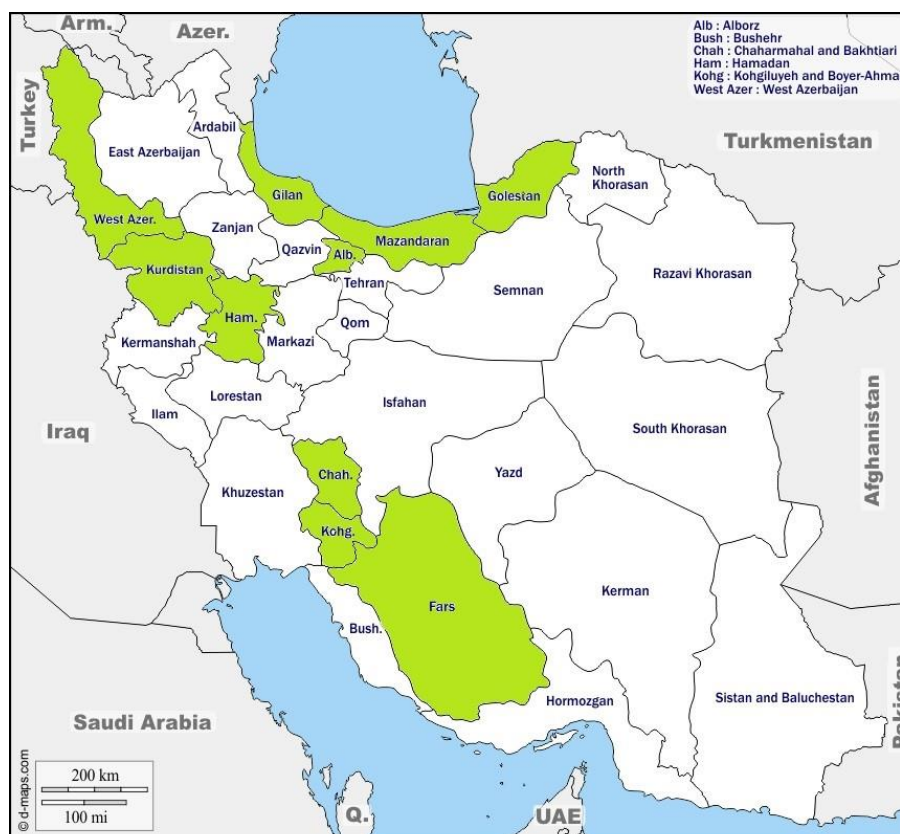 Arm.
Azer.
Alb : Alborz
Bush : Bushehr
Chah : Chaharmahal and Bakhtiari
Ham : Hamadan
Kohg : Kohgiluyeh and Boyer-Ahma
West Azer : West Azerbaijan
Turkey
Ardabil
East Azerbaijan
Turkmenistan
North
Khorasan
Gilan
Golestan
West Azer.
Zanjan
Mazandaran
Qazvin
Alb.
Kurdistan
Tehran
Semnan
Razavi Khorasan
Ham.
Qom
Kermanshah
Markazi
Lorestan
Isfahan
Ilam
Iraq
South Khorasan
Afghanistan
Chah.
Yazd
Khuzestan
Kohg.
Kerman
Fars
Bush.
Hormozgan
Sistan and Baluchestan
Pakistan
Saudi Arabia
200 km
100 mi
© d-maps.com
Q.
UAE